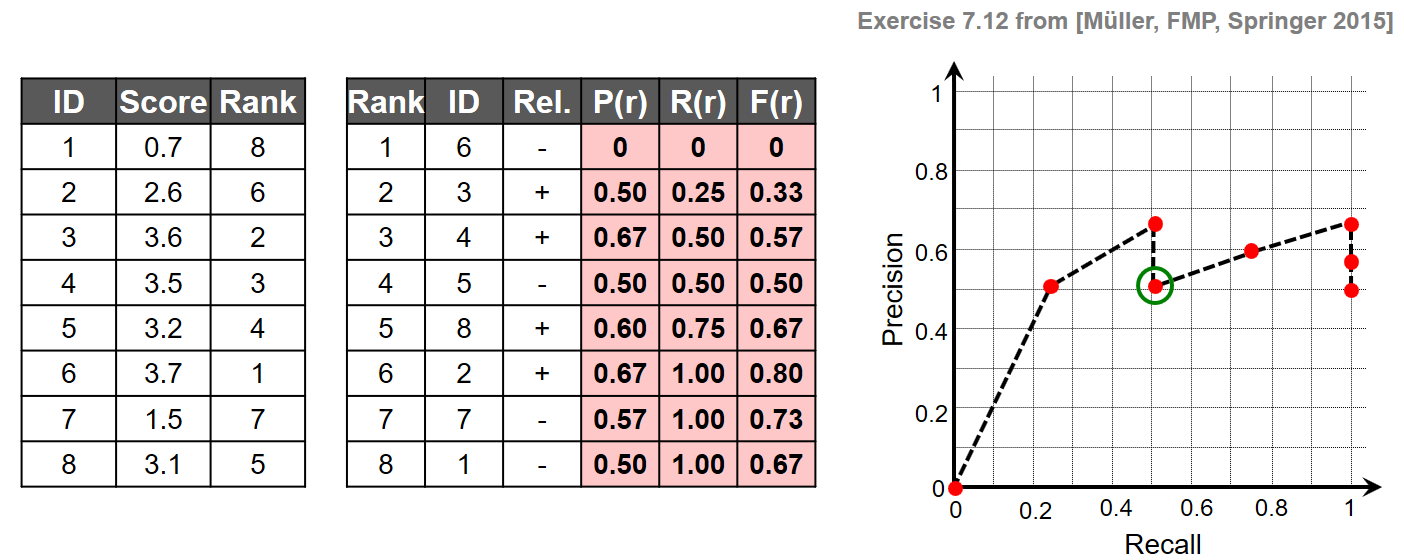 Exercise 7.12 from [Müller, FMP, Springer 2015]
ID Score Rank
1 0.7 8
2 2.6 6
3 3.6 2
4 3.5 3
5 3.2 4
6 3.7 1
7 1.5 7
8 3.1 5
Rank ID Rel. P(r) R(r) F(r)
1 6 - 0 0 0
2 3 + 0.50 0.25 0.33
3 4 + 0.67 0.50 0.57
4 5 - 0.50 0.50 0.50
5 8 + 0.60 0.75 0.67
6 2 + 0.67 1.00 0.80
7 7 - 0.57 1.00 0.73
8 1 - 0.50 1.00 0.67
Precision
1
0.8
0.6
0.4
0.2
0
0 0.2 0.4 0.6 0.8 1
Recall